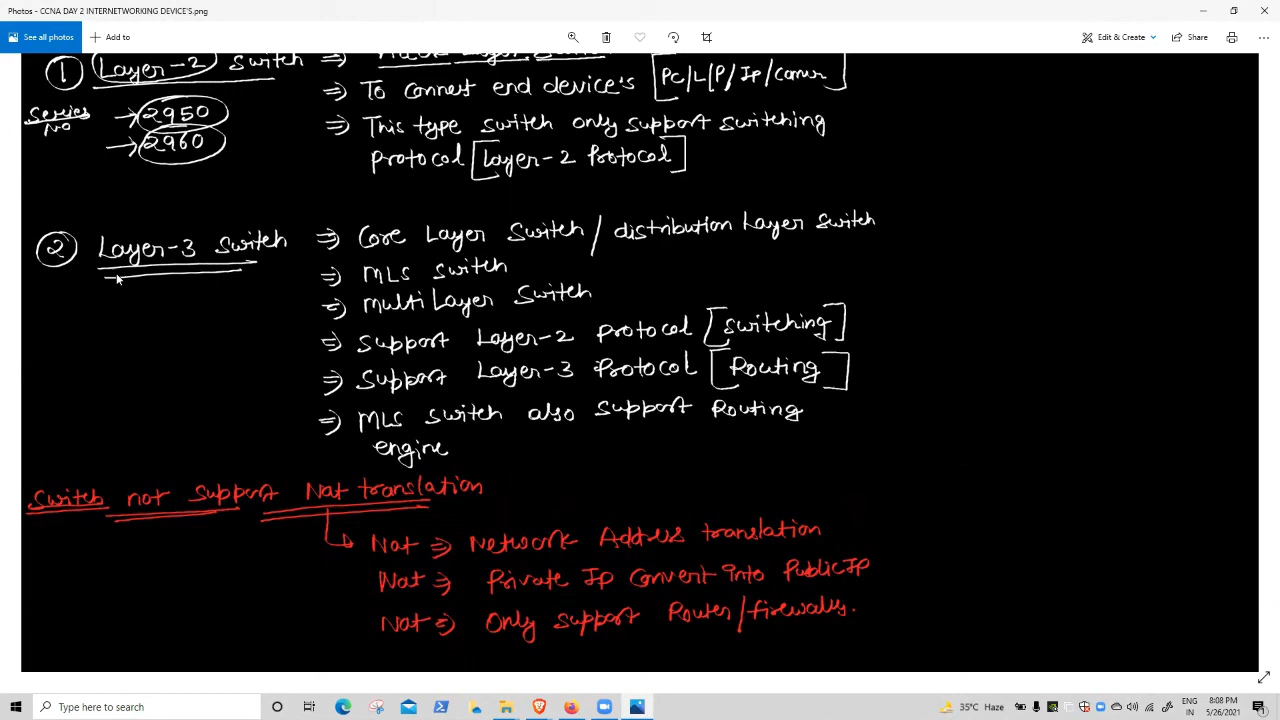 Photos - CCNA DAY 2 INTERNETWORKING DEVICE'S.png
See all photos
Add to
Edit & Create
Share
① Layer-2 Switch ⇒
⇒ To connect end device's [PC/L/P/IP/
Series No → 2950
→ 2960
⇒ This type switch only support switching
protocol [Layer-2 Protocol]
② Layer-3 Switch ⇒ Core Layer Switch / distribution Layer Switch
⇒ MLS Switch
⇒ Multi Layer Switch
⇒ Support Layer-2 Protocol [Switching]
⇒ Support Layer-3 Protocol [Routing]
⇒ MLS Switch also support Routing
engine
Switch not support Nat translation
Nat ⇒ Network Address translation
Nat ⇒ Private IP Convert into Public IP
Nat ⇒ Only support Router/firewalls.
Type here to search
35°C Haze
ENG
IN
8:08 PM
5/26/2021